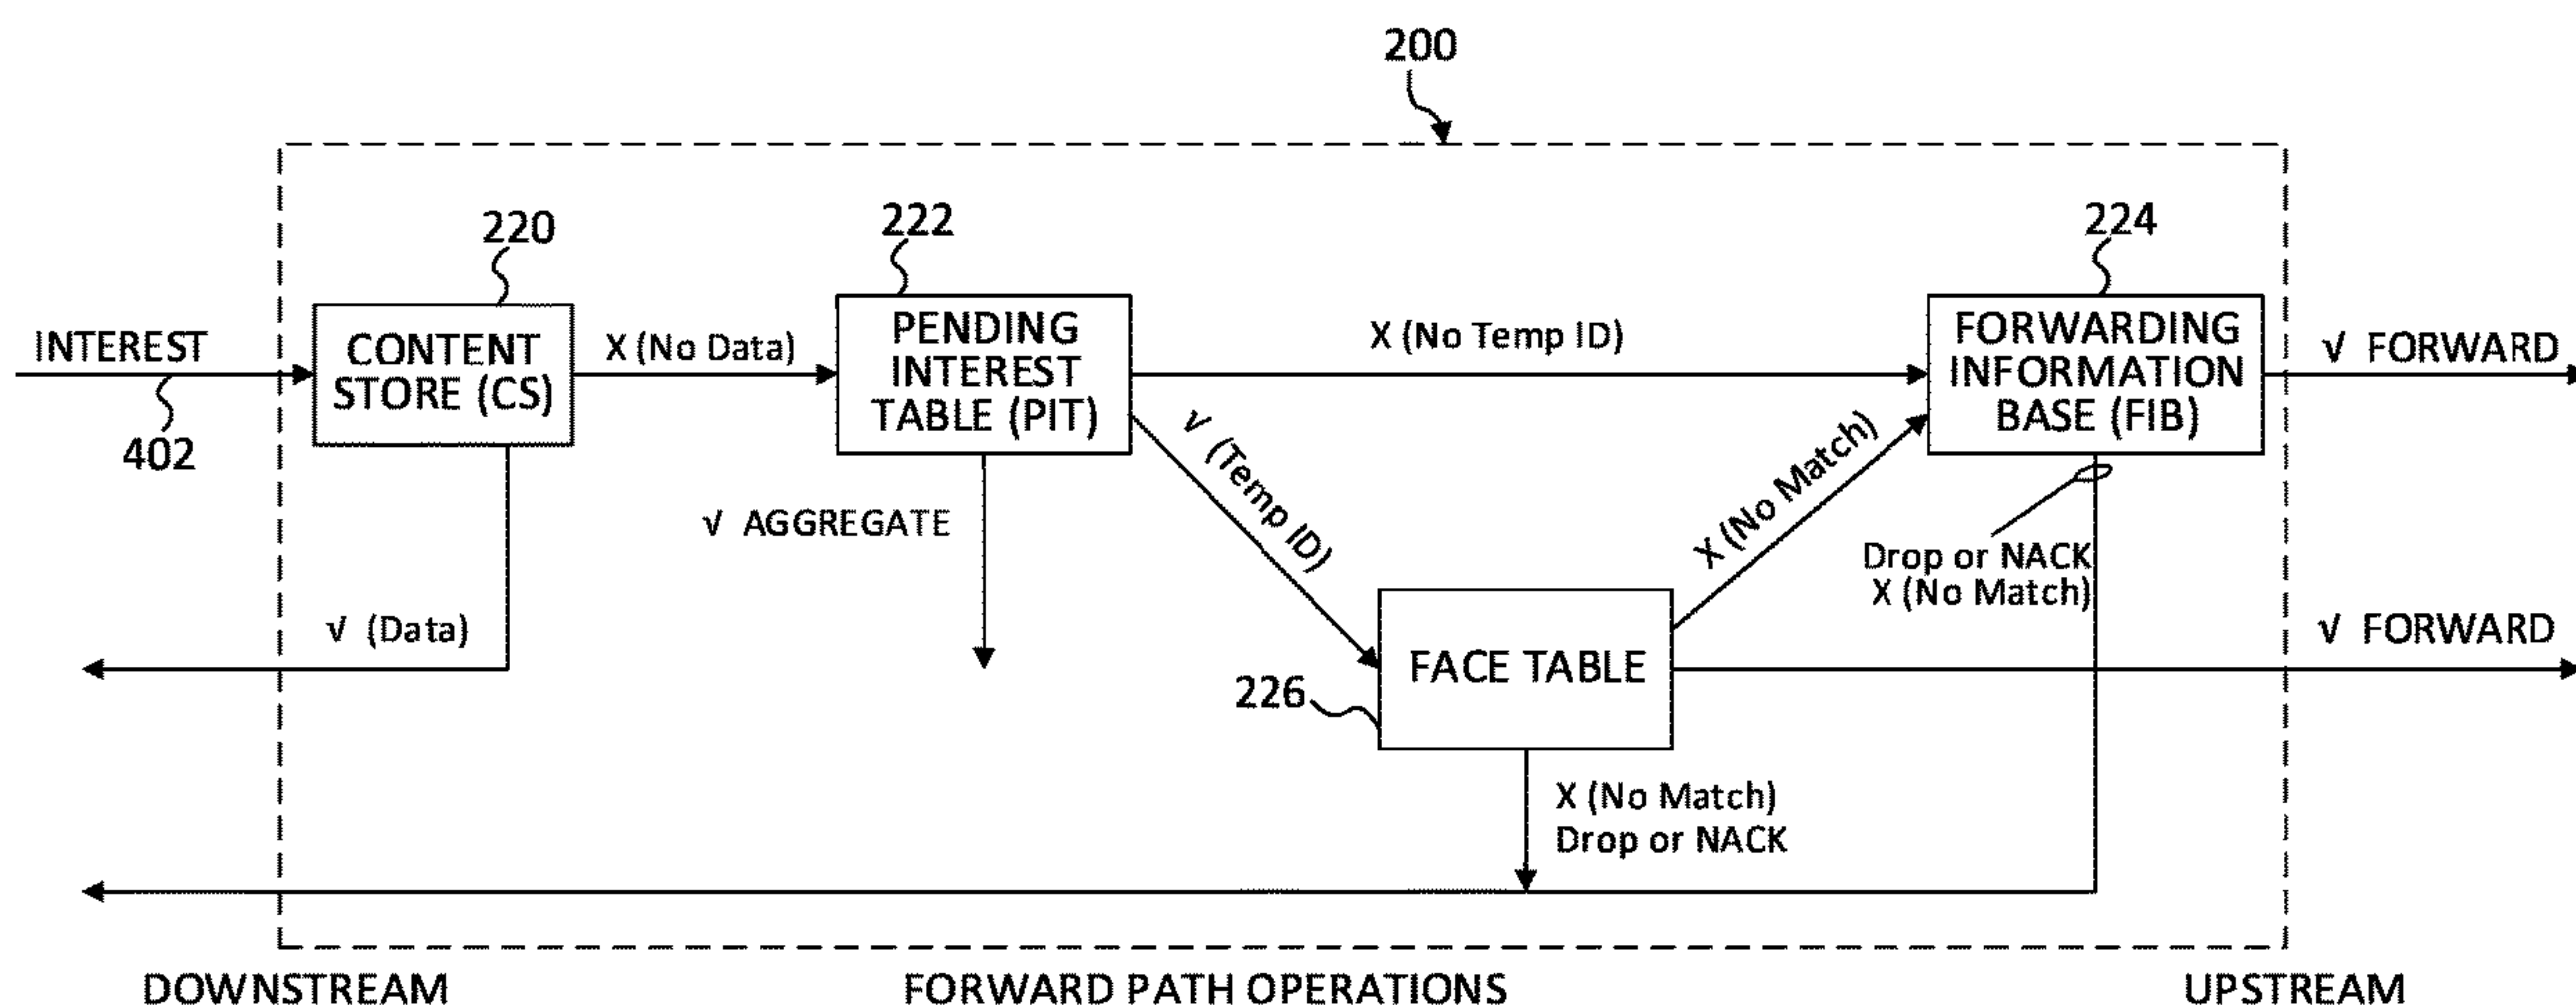 200
220
222
224
INTEREST
402
CONTENT
STORE (CS)
X (No Data)
PENDING
INTEREST
TABLE (PIT)
X (No Temp ID)
FORWARDING
INFORMATION
BASE (FIB)
√ FORWARD
√ (Temp ID)
X (No Match)
√ AGGREGATE
Drop or NACK
X (No Match)
√ (Data)
FACE TABLE
226
√ FORWARD
X (No Match)
Drop or NACK
DOWNSTREAM
FORWARD PATH OPERATIONS
UPSTREAM